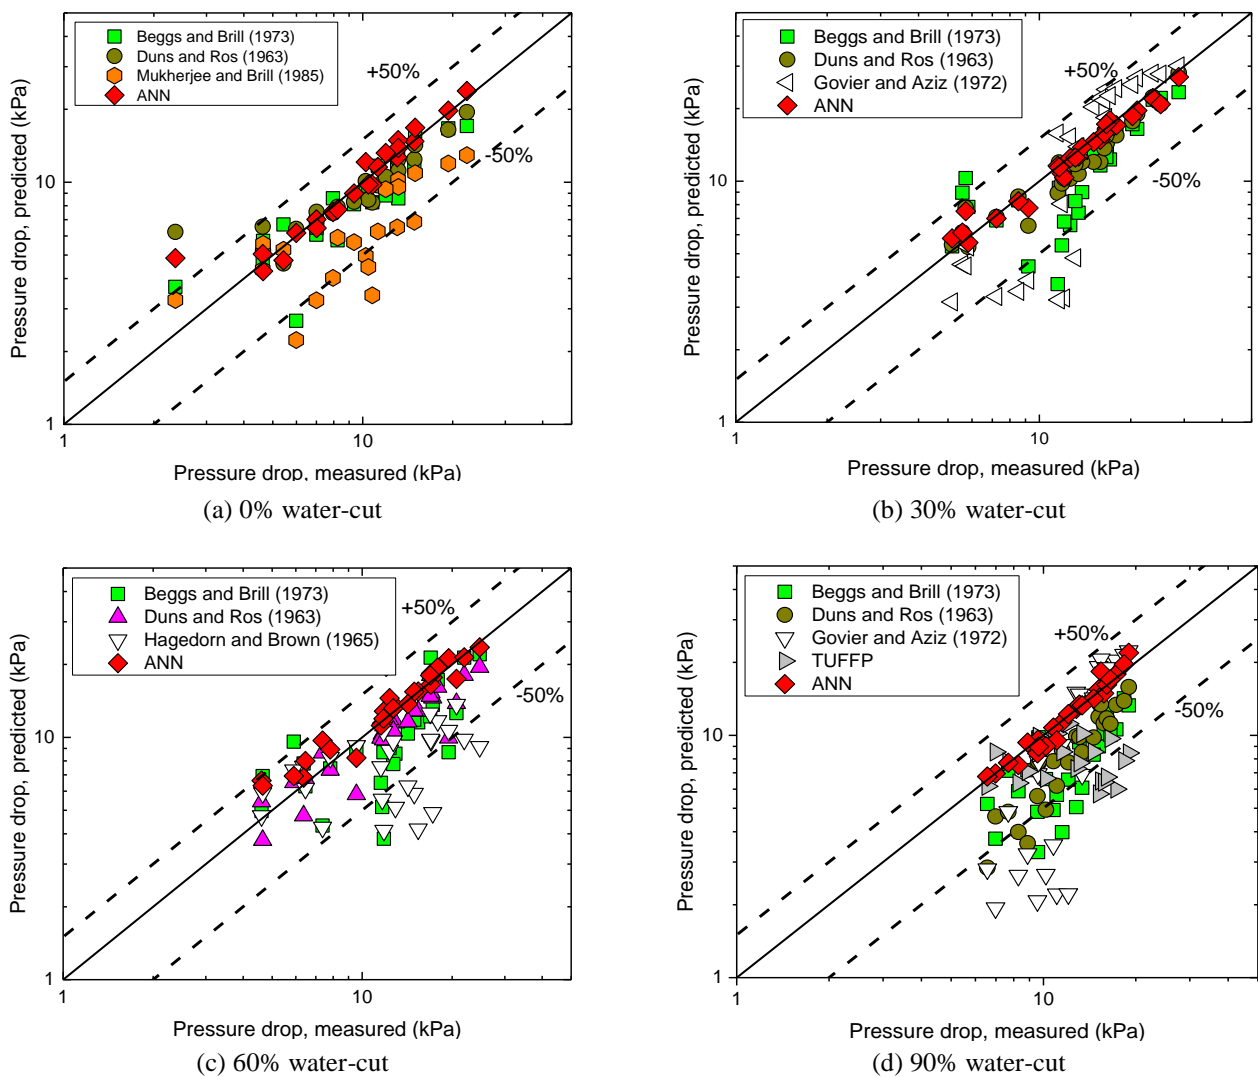 Beggs and Brill (1973)
Duns and Ros (1963)
Mukherjee and Brill (1985)
ANN
+50%
-50%
10
1
1
10
Pressure drop, predicted (kPa)
Pressure drop, measured (kPa)
(a) 0% water-cut
Beggs and Brill (1973)
Duns and Ros (1963)
Govier and Aziz (1972)
ANN
+50%
-50%
10
1
1
10
Pressure drop, predicted (kPa)
Pressure drop, measured (kPa)
(b) 30% water-cut
Beggs and Brill (1973)
Duns and Ros (1963)
Hagedorn and Brown (1965)
ANN
+50%
-50%
10
1
1
10
Pressure drop, predicted (kPa)
Pressure drop, measured (kPa)
(c) 60% water-cut
Beggs and Brill (1973)
Duns and Ros (1963)
Govier and Aziz (1972)
TUFFP
ANN
+50%
-50%
10
1
1
10
Pressure drop, predicted (kPa)
Pressure drop, measured (kPa)
(d) 90% water-cut